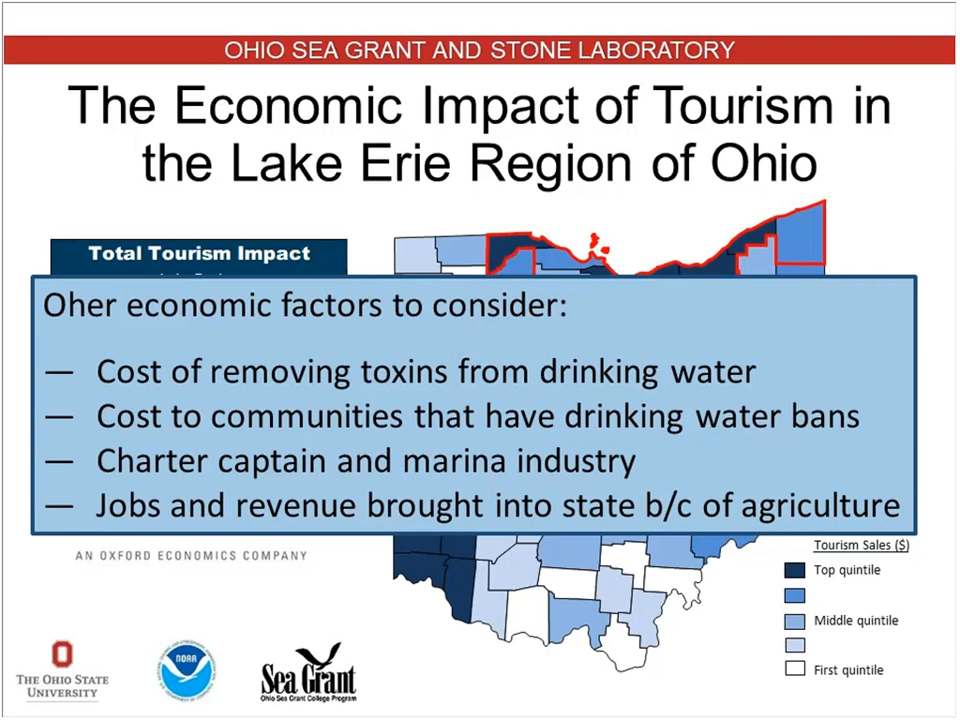 OHIO SEA GRANT AND STONE LABORATORY
The Economic Impact of Tourism in
the Lake Erie Region of Ohio
Total Tourism Impact
Oher economic factors to consider:
— Cost of removing toxins from drinking water
— Cost to communities that have drinking water bans
— Charter captain and marina industry
— Jobs and revenue brought into state b/c of agriculture
AN OXFORD ECONOMICS COMPANY
Tourism Sales ($)
Top quintile
Middle quintile
First quintile
THE OHIO STATE
UNIVERSITY
NOAA
Sea Grant
Ohio Sea Grant College Program